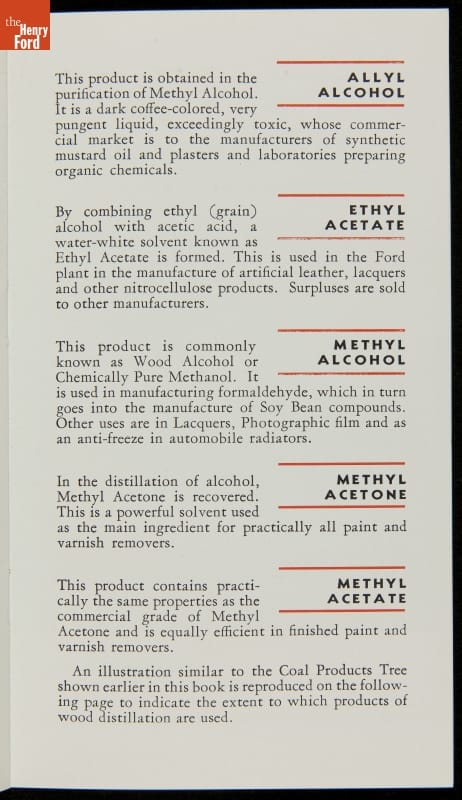 the
Henry
Ford
ALLYL
ALCOHOL
This product is obtained in the
purification of Methyl Alcohol.
It is a dark coffee-colored, very
pungent liquid, exceedingly toxic, whose commer-
cial market is to the manufacturers of synthetic
mustard oil and plasters and laboratories preparing
organic chemicals.
ETHYL
ACETATE
By combining ethyl (grain)
alcohol with acetic acid, a
water-white solvent known as
Ethyl Acetate is formed. This is used in the Ford
plant in the manufacture of artificial leather, lacquers
and other nitrocellulose products. Surpluses are sold
to other manufacturers.
METHYL
ALCOHOL
This product is commonly
known as Wood Alcohol or
Chemically Pure Methanol. It
is used in manufacturing formaldehyde, which in turn
goes into the manufacture of Soy Bean compounds.
Other uses are in Lacquers, Photographic film and as
an anti-freeze in automobile radiators.
METHYL
ACETONE
In the distillation of alcohol,
Methyl Acetone is recovered.
This is a powerful solvent used
as the main ingredient for practically all paint and
varnish removers.
METHYL
ACETATE
This product contains practi-
cally the same properties as the
commercial grade of Methyl
Acetone and is equally efficient in finished paint and
varnish removers.
An illustration similar to the Coal Products Tree
shown earlier in this book is reproduced on the follow-
ing page to indicate the extent to which products of
wood distillation are used.